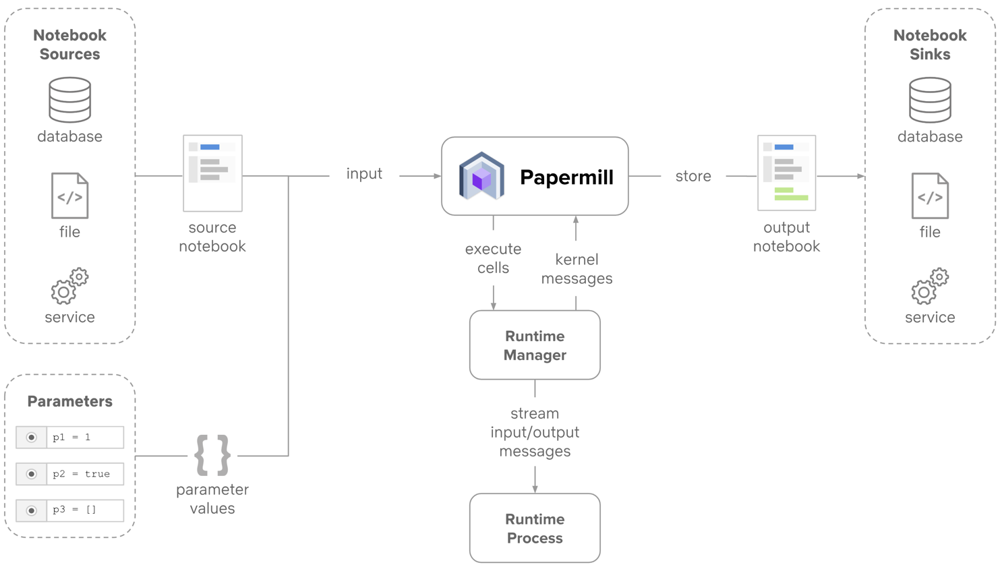 Notebook
Sources
database
</>
file
service
Parameters
p1 = 1
p2 = true
p3 = []
source
notebook
{ }
parameter
values
input
Papermill
execute
cells
kernel
messages
Runtime
Manager
stream
input/output
messages
Runtime
Process
store
output
notebook
Notebook
Sinks
database
</>
file
service